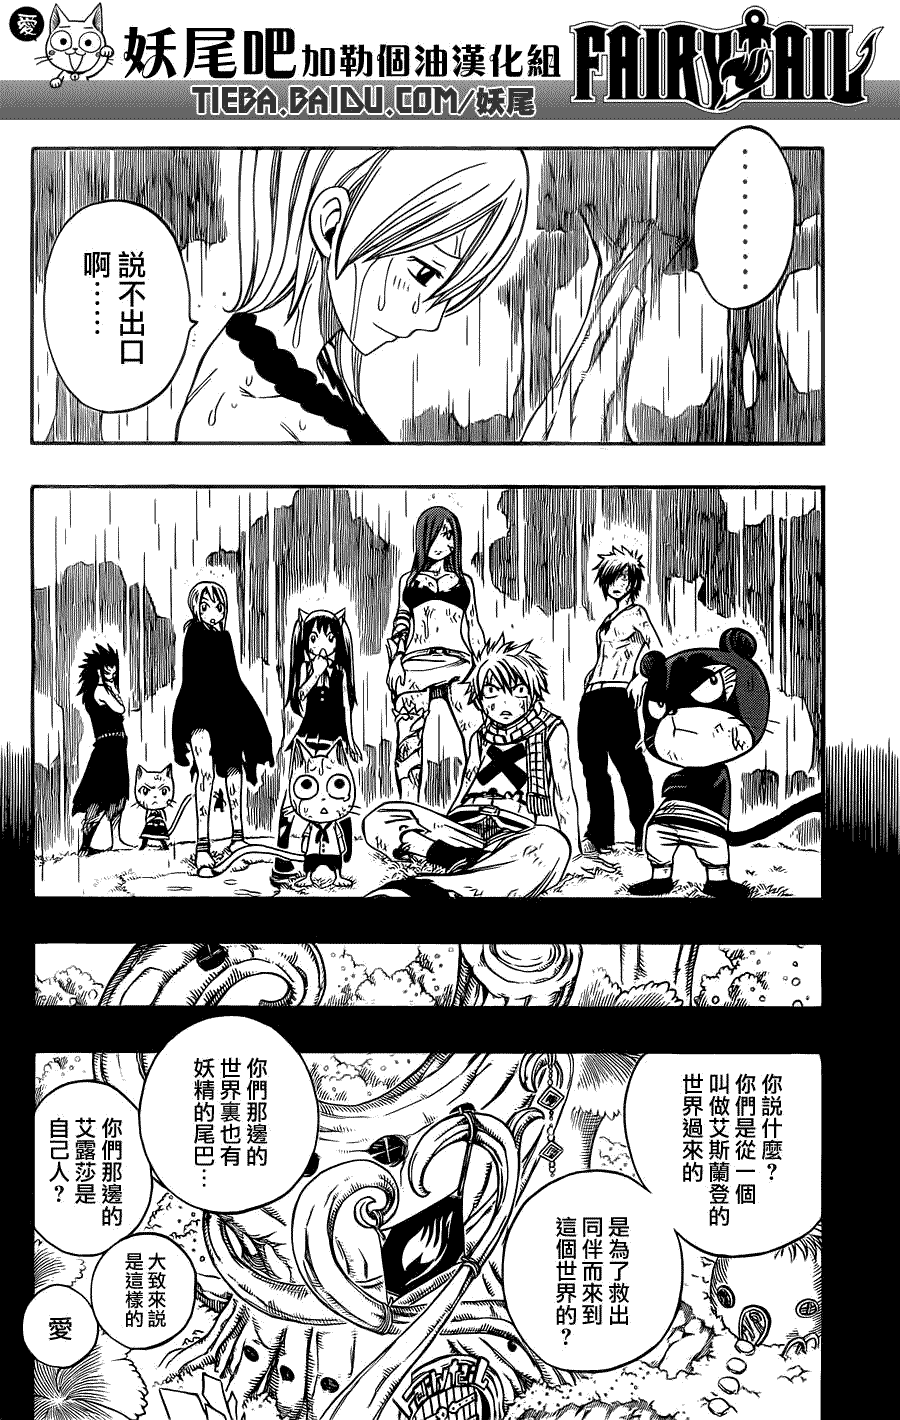 愛
妖尾吧加勒個油漢化組
TIEBA.BAIDU.COM/妖尾
FAIRY TAIL
…………
説不出口
啊……
你説什麼?
你們是從一個
叫做艾斯蘭登的
世界過來的
是為了救出
同伴而來到
這個世界的?
你們那邊的
世界裏也有
妖精的尾巴…
你們那邊的
艾露莎是
自己人?
大致來說
是這樣的
愛